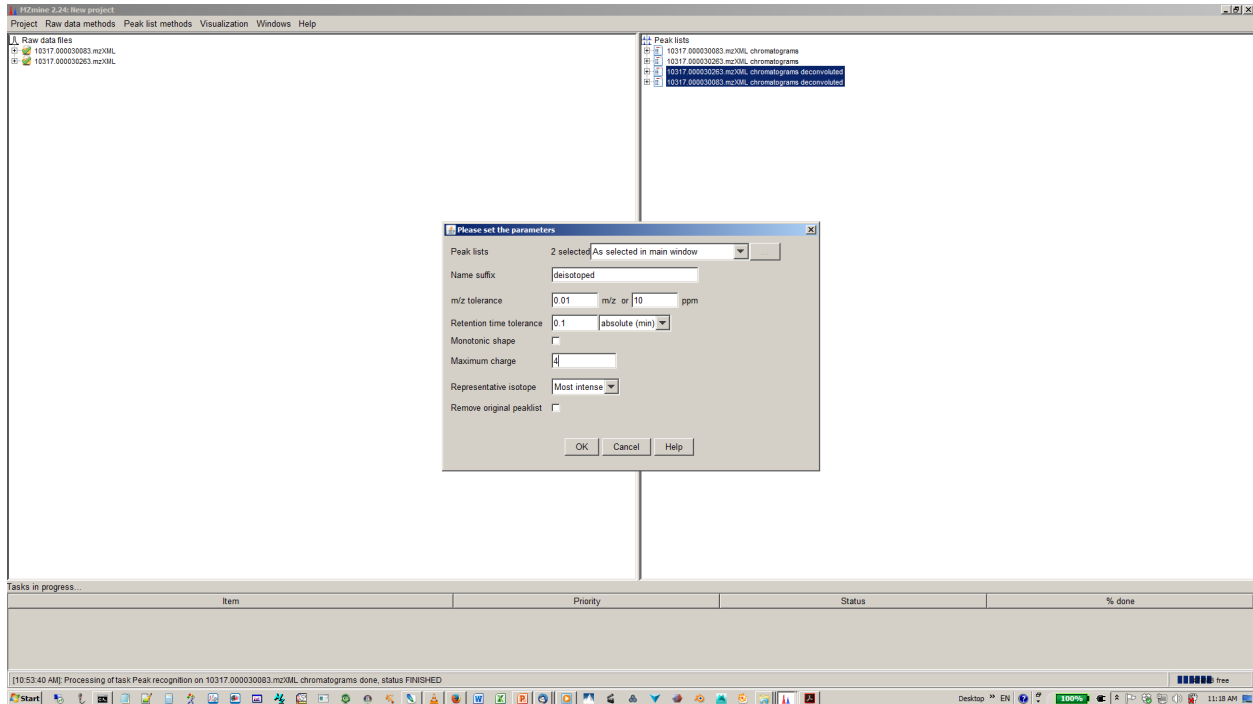 MZmine 2.24: New project
Project Raw data methods Peak list methods Visualization Windows Help
Raw data files
10317.000030083.mzXML
10317.000030263.mzXML
Peak lists
10317.000030083.mzXML chromatograms
10317.000030263.mzXML chromatograms
10317.000030263.mzXML chromatograms deconvoluted
10317.000030083.mzXML chromatograms deconvoluted
Please set the parameters
Peak lists 2 selected As selected in main window ...
Name suffix deisotoped
m/z tolerance 0.01 m/z or 10 ppm
Retention time tolerance 0.1 absolute (min)
Monotonic shape
Maximum charge 4
Representative isotope Most intense
Remove original peaklist
OK Cancel Help
Tasks in progress...
Item Priority Status % done
[10:53:40 AM]: Processing of task Peak recognition on 10317.000030083.mzXML chromatograms done, status FINISHED
free
Start Desktop » EN 100% 11:18 AM